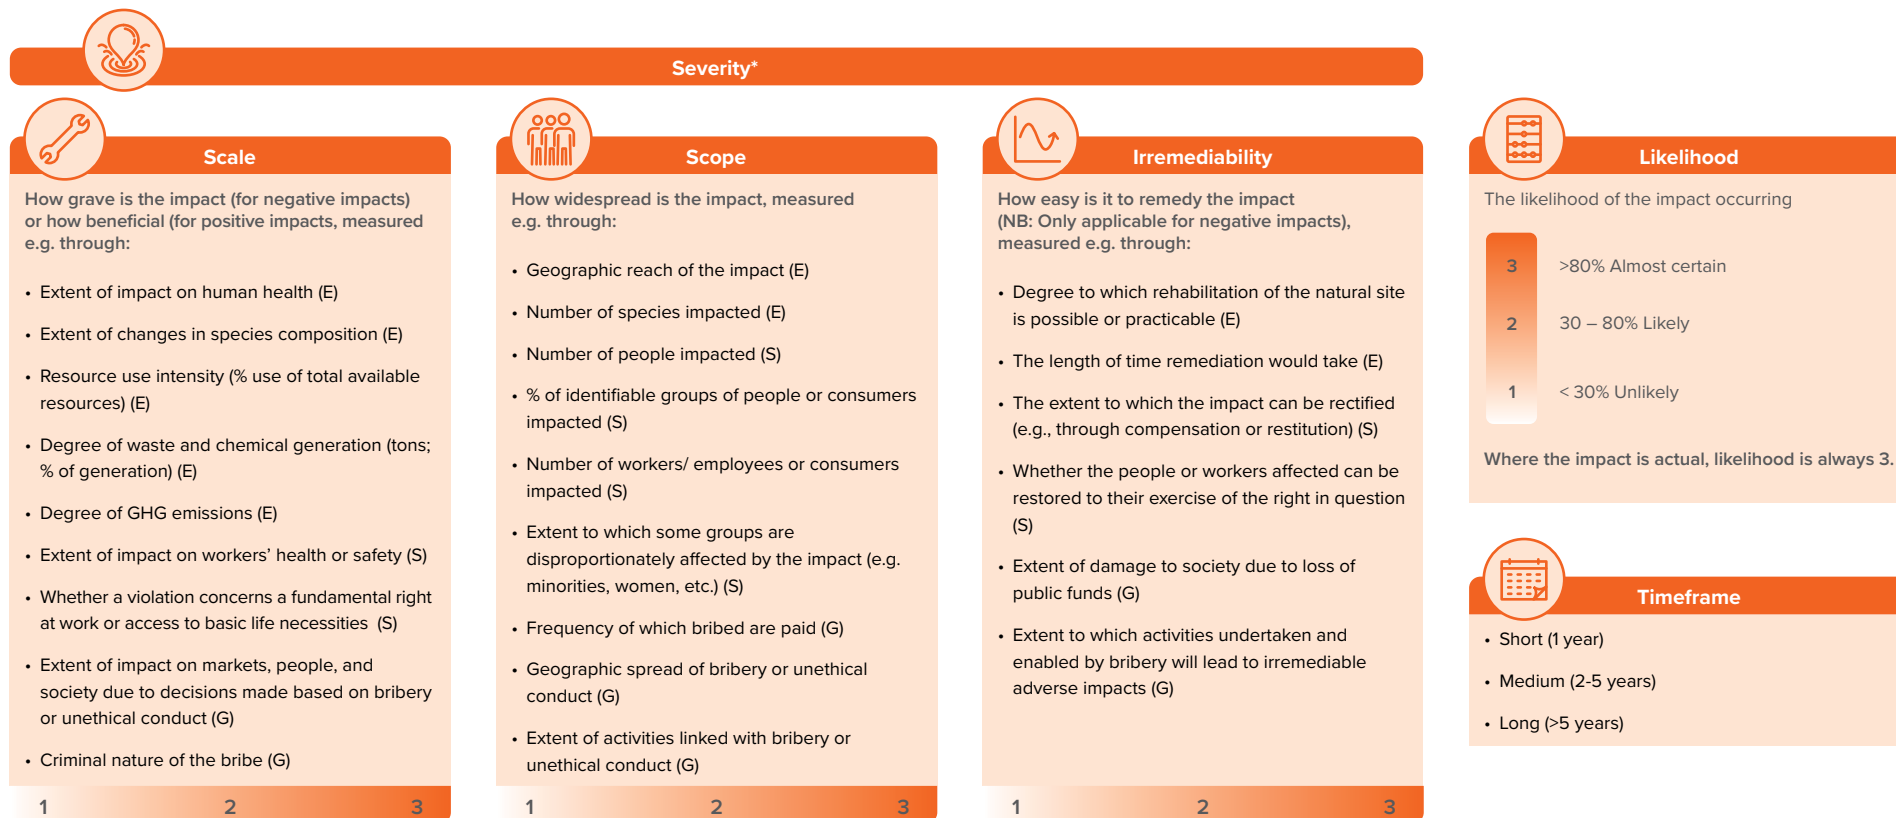 Severity*
Scale
How grave is the impact (for negative impacts)
or how beneficial (for positive impacts, measured
e.g. through:
• Extent of impact on human health (E)
• Extent of changes in species composition (E)
• Resource use intensity (% use of total available
resources) (E)
• Degree of waste and chemical generation (tons;
% of generation) (E)
• Degree of GHG emissions (E)
• Extent of impact on workers’ health or safety (S)
• Whether a violation concerns a fundamental right
at work or access to basic life necessities (S)
• Extent of impact on markets, people, and
society due to decisions made based on bribery
or unethical conduct (G)
• Criminal nature of the bribe (G)
1 2 3
Scope
How widespread is the impact, measured
e.g. through:
• Geographic reach of the impact (E)
• Number of species impacted (E)
• Number of people impacted (S)
• % of identifiable groups of people or consumers
impacted (S)
• Number of workers/ employees or consumers
impacted (S)
• Extent to which some groups are
disproportionately affected by the impact (e.g.
minorities, women, etc.) (S)
• Frequency of which bribed are paid (G)
• Geographic spread of bribery or unethical
conduct (G)
• Extent of activities linked with bribery or
unethical conduct (G)
1 2 3
Irremediability
How easy is it to remedy the impact
(NB: Only applicable for negative impacts),
measured e.g. through:
• Degree to which rehabilitation of the natural site
is possible or practicable (E)
• The length of time remediation would take (E)
• The extent to which the impact can be rectified
(e.g., through compensation or restitution) (S)
• Whether the people or workers affected can be
restored to their exercise of the right in question
(S)
• Extent of damage to society due to loss of
public funds (G)
• Extent to which activities undertaken and
enabled by bribery will lead to irremediable
adverse impacts (G)
1 2 3
Likelihood
The likelihood of the impact occurring
3 >80% Almost certain
2 30 – 80% Likely
1 < 30% Unlikely
Where the impact is actual, likelihood is always 3.
Timeframe
• Short (1 year)
• Medium (2-5 years)
• Long (>5 years)